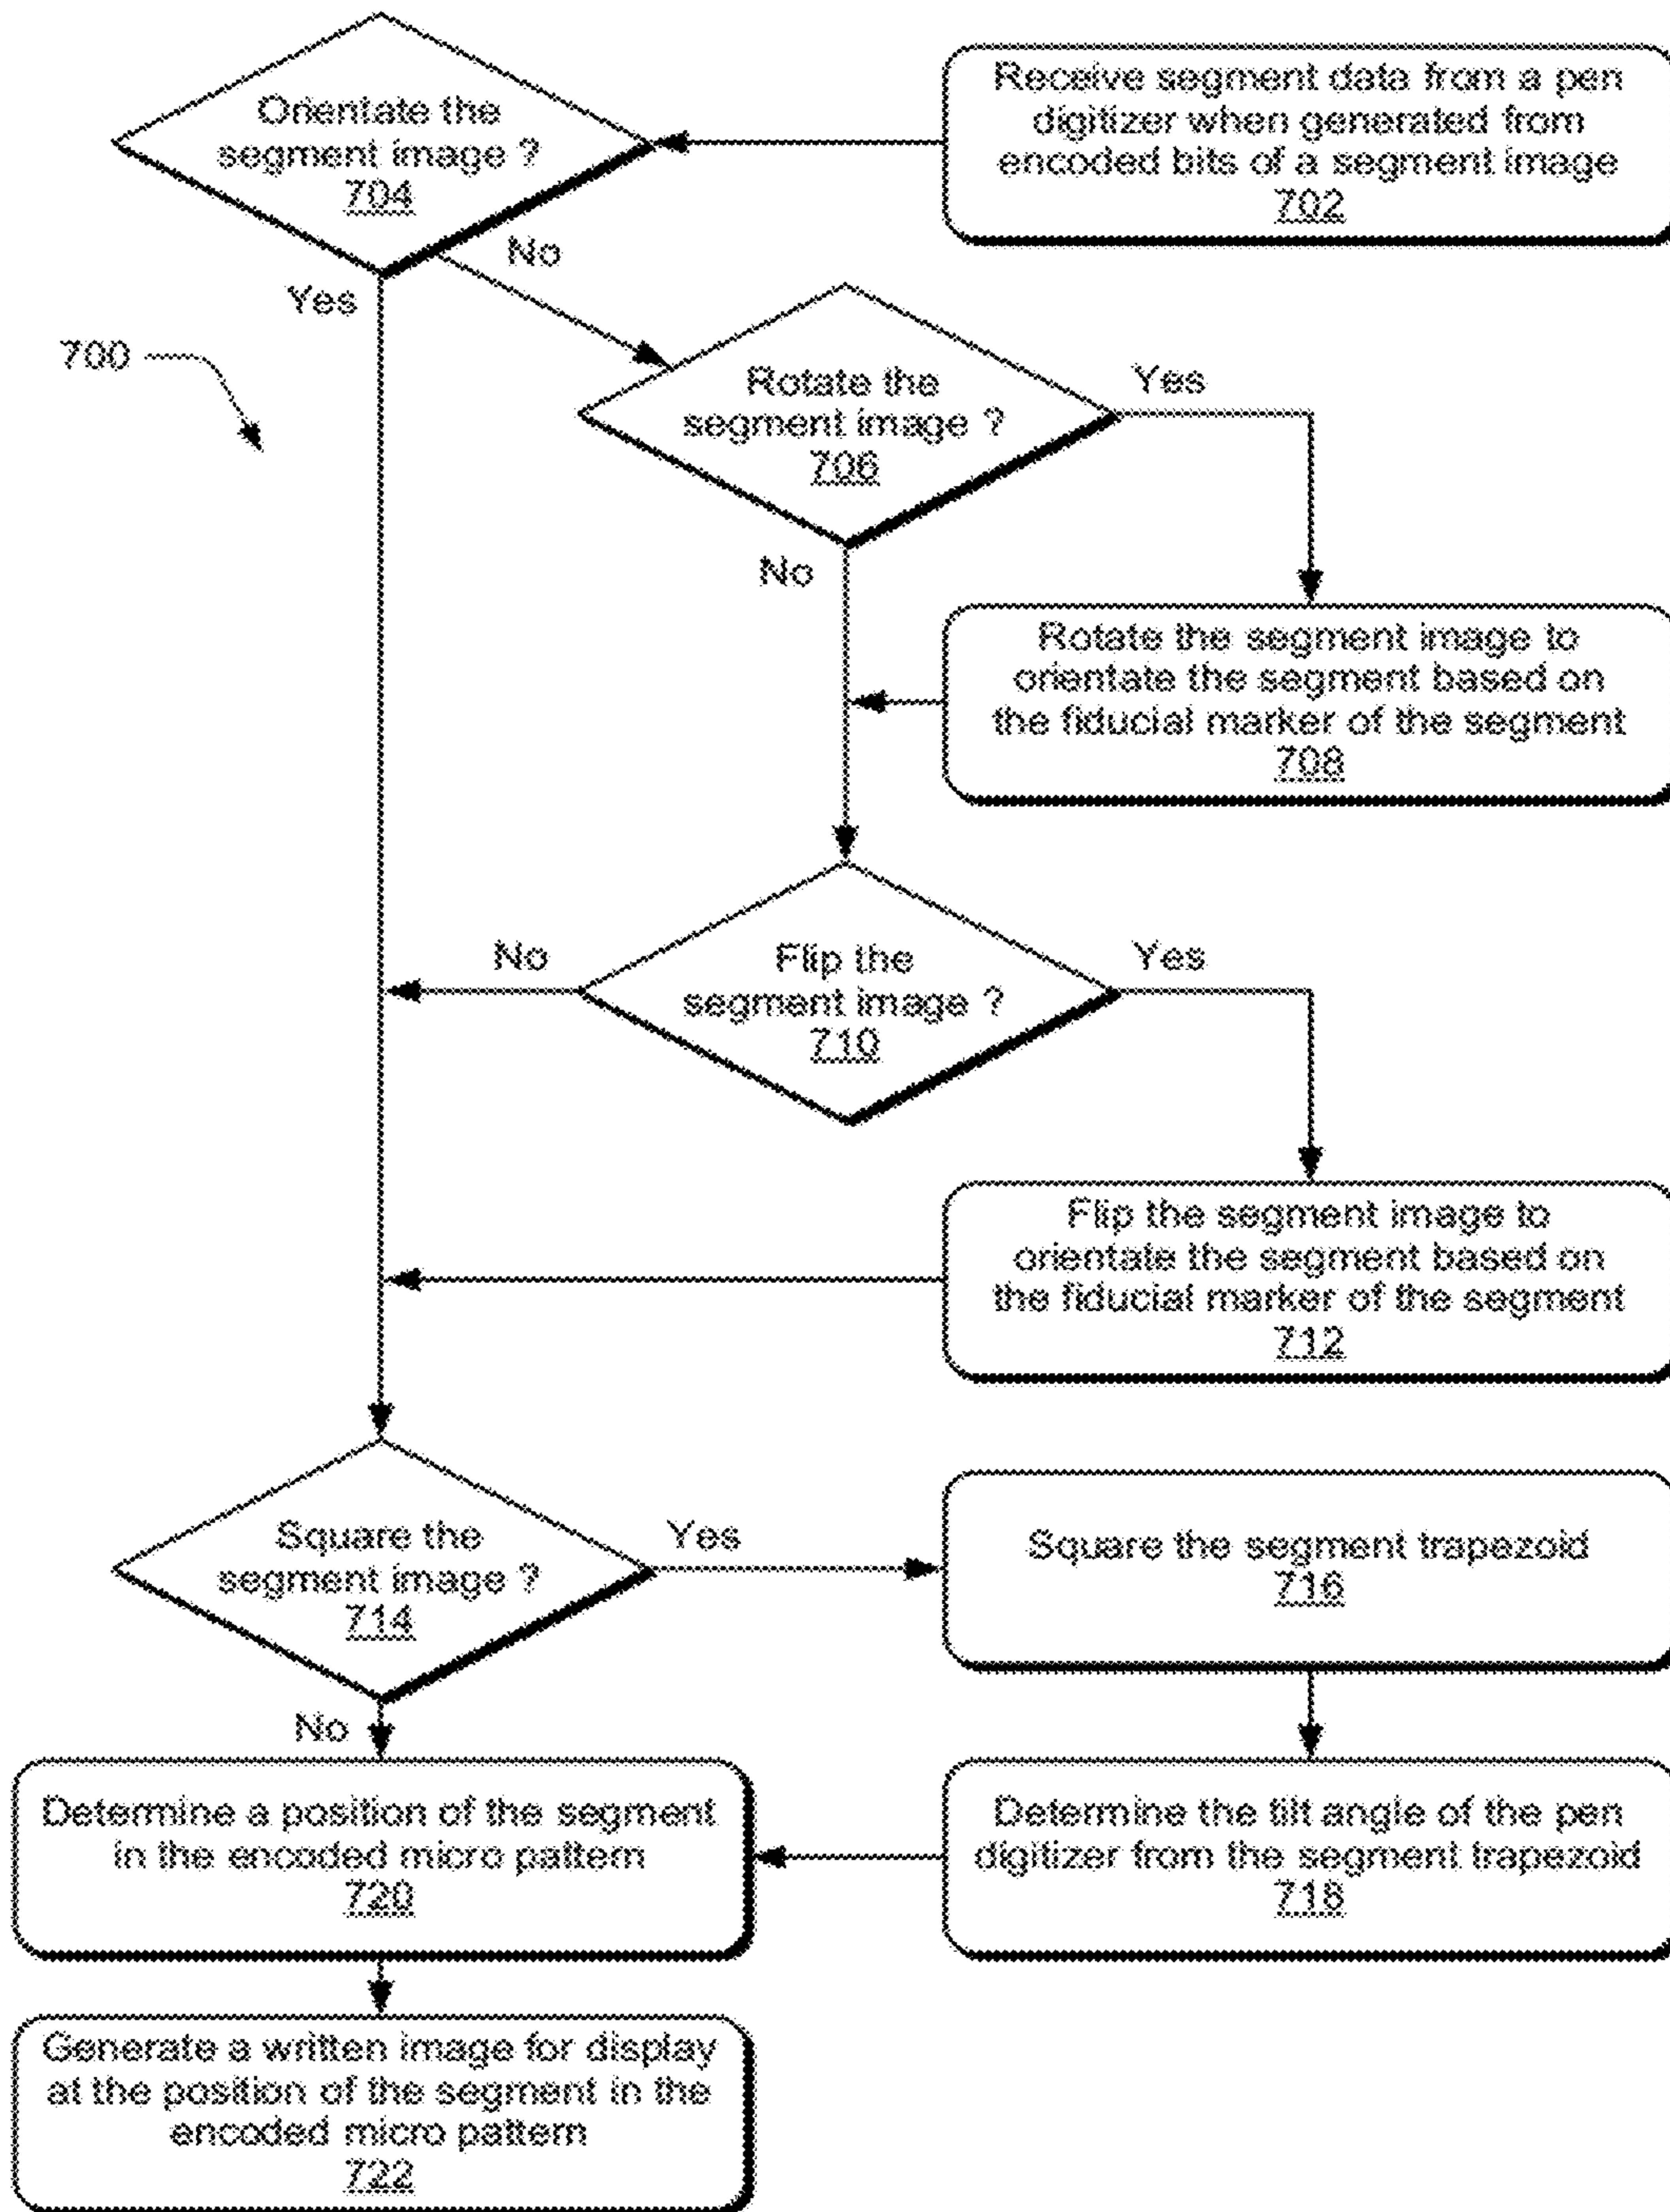 Receive segment data from a pen
digitizer when generated from
encoded bits of a segment image
702
Orientate the
segment image ?
704
No
Yes
700
Rotate the
segment image ?
706
Yes
No
Rotate the segment image to
orientate the segment based on
the fiducial marker of the segment
708
Flip the
segment image ?
710
No
Yes
Flip the segment image to
orientate the segment based on
the fiducial marker of the segment
712
Square the
segment image ?
714
Yes
No
Square the segment trapezoid
716
Determine the tilt angle of the pen
digitizer from the segment trapezoid
718
Determine a position of the segment
in the encoded micro pattern
720
Generate a written image for display
at the position of the segment in the
encoded micro pattern
722